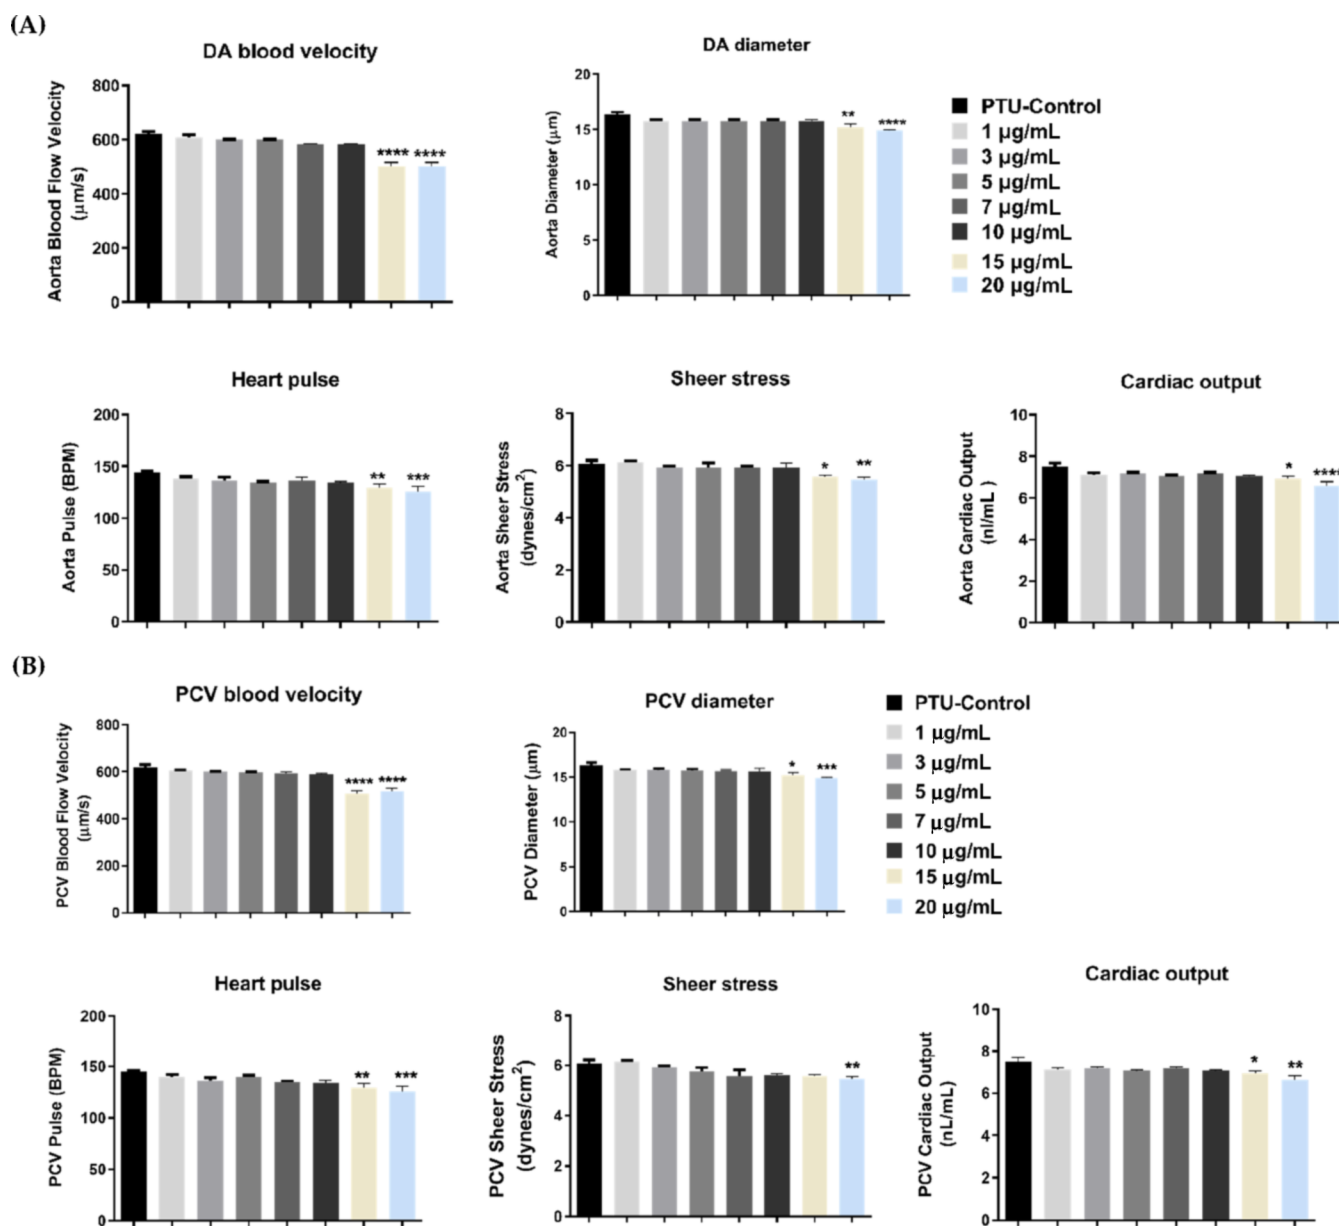 (A)
DA blood velocity
Aorta Blood Flow Velocity
(μm/s)
800
600
400
200
0
**** ****
DA diameter
Aorta Diameter (μm)
20
15
10
5
0
** ****
PTU-Control
1 μg/mL
3 μg/mL
5 μg/mL
7 μg/mL
10 μg/mL
15 μg/mL
20 μg/mL
Heart pulse
Aorta Pulse (BPM)
200
150
100
50
0
** ***
Sheer stress
Aorta Sheer Stress
(dynes/cm²)
8
6
4
2
0
* **
Cardiac output
Aorta Cardiac Output
(nl/mL )
10
8
6
4
2
0
* ****
(B)
PCV blood velocity
PCV Blood Flow Velocity
(μm/s)
800
600
400
200
0
**** ****
PCV diameter
PCV Diameter (μm)
20
15
10
5
0
* ***
PTU-Control
1 μg/mL
3 μg/mL
5 μg/mL
7 μg/mL
10 μg/mL
15 μg/mL
20 μg/mL
Heart pulse
PCV Pulse (BPM)
200
150
100
50
0
** ***
Sheer stress
PCV Sheer Stress
(dynes/cm²)
8
6
4
2
0
**
Cardiac output
PCV Cardiac Output
(nL/mL)
10
8
6
4
2
0
* **